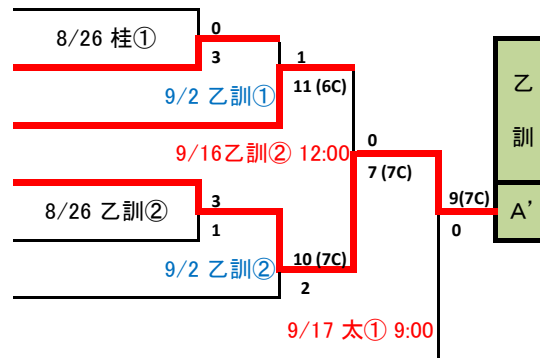 8/26 桂①
0
3
9/2 乙訓①
1
11 (6C)
9/16乙訓② 12:00
0
7 (7C)
8/26 乙訓②
3
1
9/2 乙訓②
10 (7C)
2
9(7C)
0
9/17 太① 9:00
乙
訓
A'